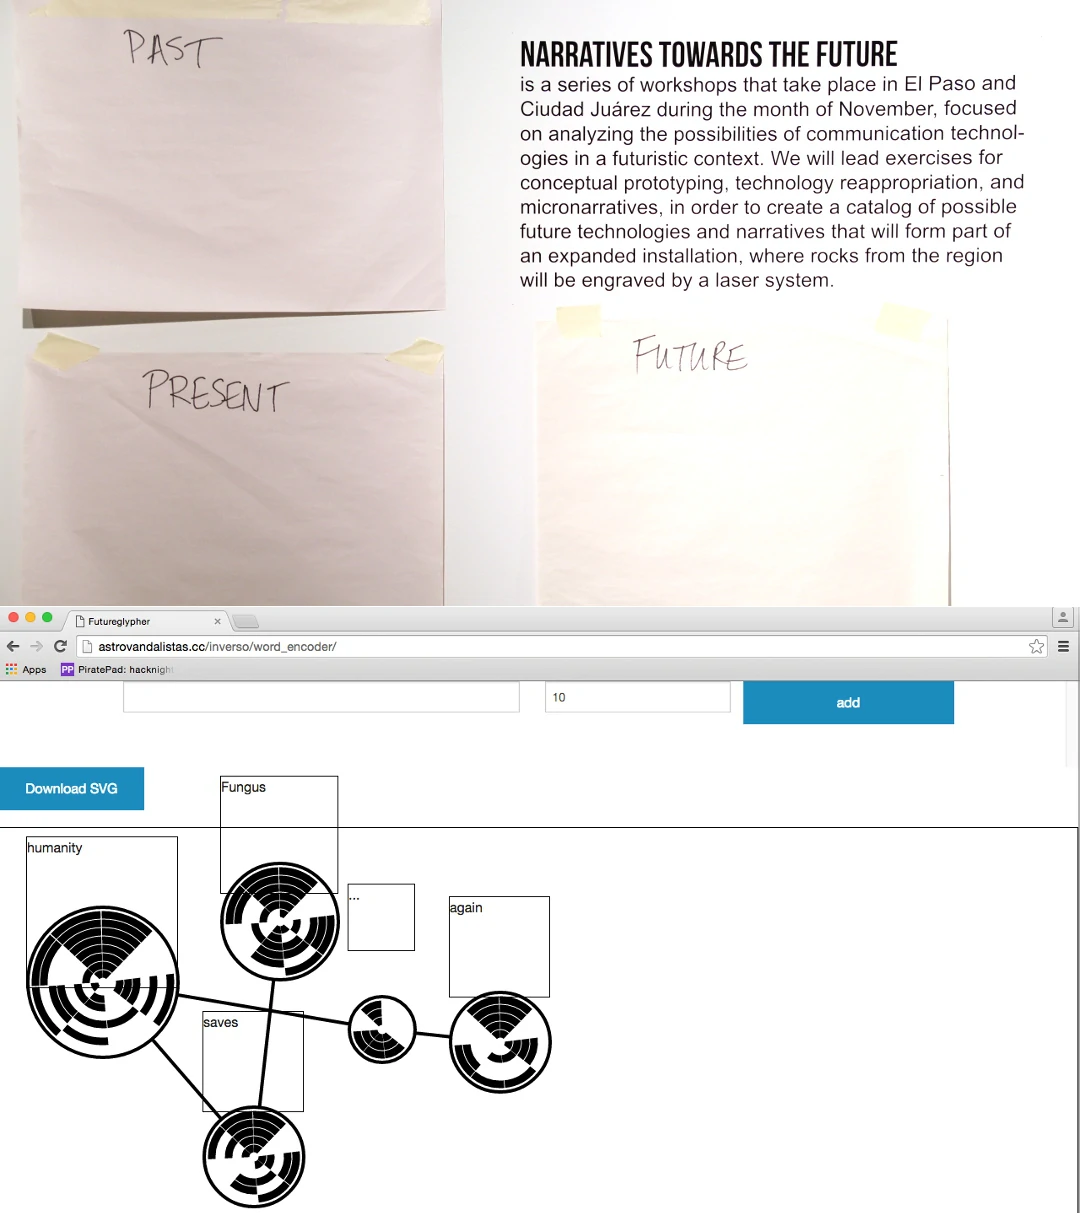 PAST
NARRATIVES TOWARDS THE FUTURE
is a series of workshops that take place in El Paso and
Ciudad Juárez during the month of November, focused
on analyzing the possibilities of communication technol-
ogies in a futuristic context. We will lead exercises for
conceptual prototyping, technology reappropriation, and
micronarratives, in order to create a catalog of possible
future technologies and narratives that will form part of
an expanded installation, where rocks from the region
will be engraved by a laser system.
PRESENT
FUTURE
Futureglypher
astrovandalistas.cc/inverso/word_encoder/
Apps
PP PiratePad: hacknight
10
add
Download SVG
Fungus
humanity
...
again
saves